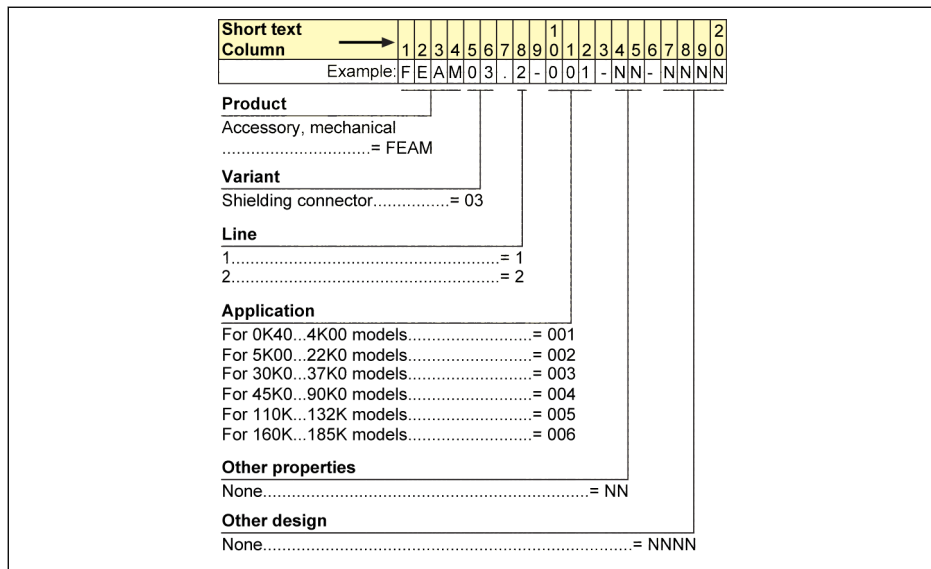 Short text 1 2
Column 1 2 3 4 5 6 7 8 9 0 1 2 3 4 5 6 7 8 9 0
Example: F E A M 0 3 . 2 - 0 0 1 - N N - N N N N
Product
Accessory, mechanical
...............................= FEAM
Variant
Shielding connector................= 03
Line
1........................................................= 1
2........................................................= 2
Application
For 0K40...4K00 models..........................= 001
For 5K00...22K0 models..........................= 002
For 30K0...37K0 models..........................= 003
For 45K0...90K0 models..........................= 004
For 110K...132K models..........................= 005
For 160K...185K models..........................= 006
Other properties
None....................................................................= NN
Other design
None.............................................................................= NNNN